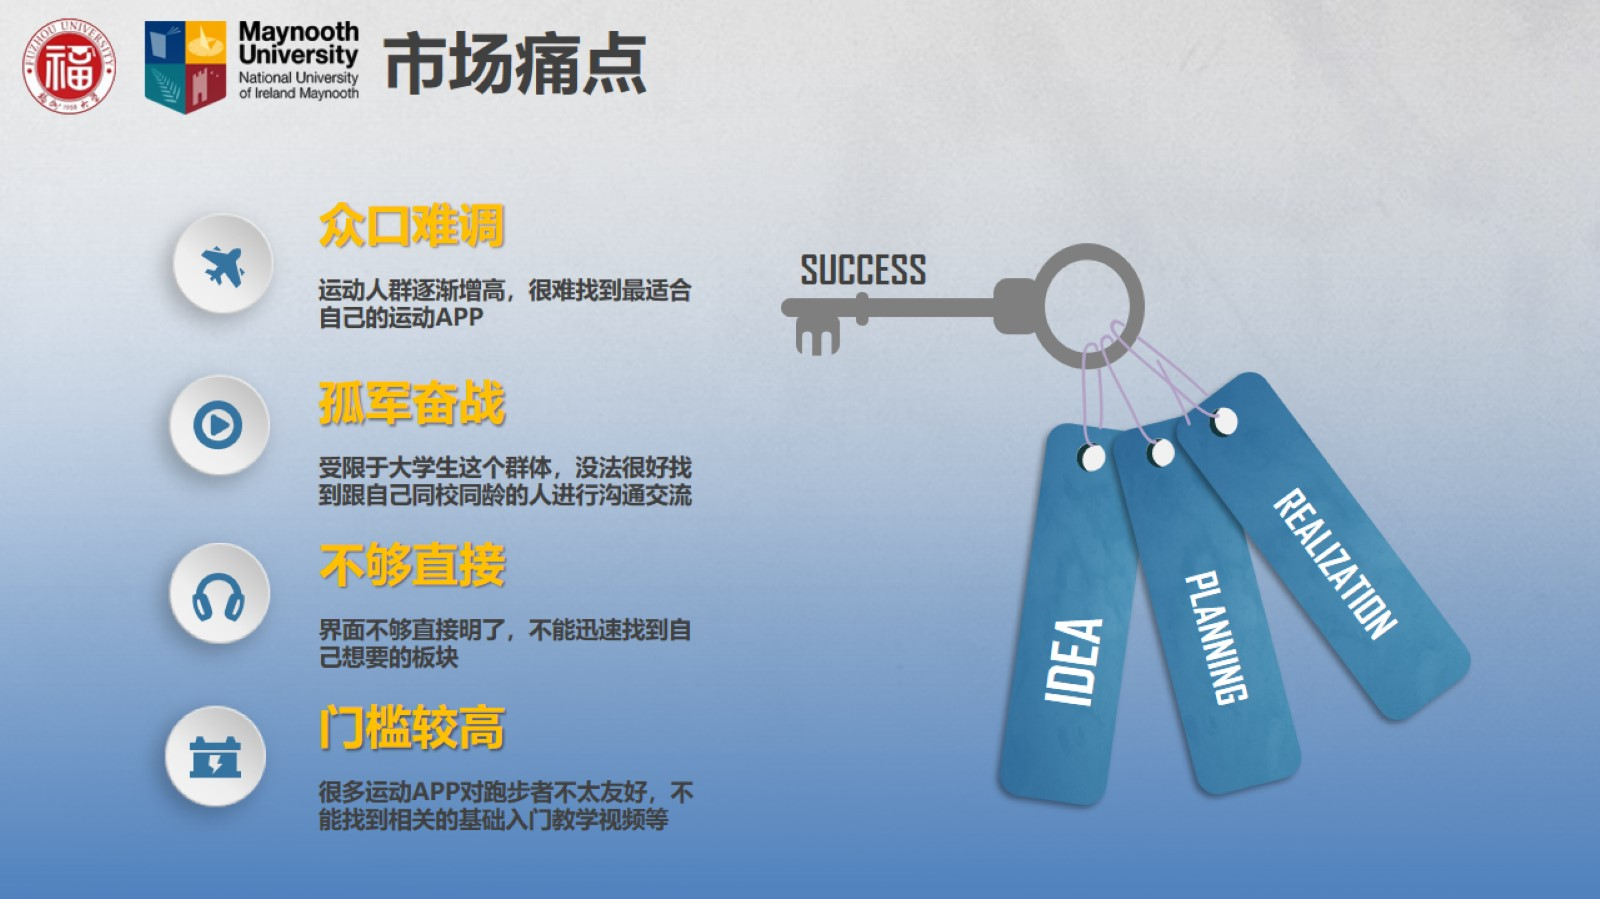 FUZHOU UNIVERSITY
福
1958
Maynooth
University
National University
of Ireland Maynooth
市场痛点
众口难调
运动人群逐渐增高，很难找到最适合
自己的运动APP
孤军奋战
受限于大学生这个群体，没法很好找
到跟自己同校同龄的人进行沟通交流
不够直接
界面不够直接明了，不能迅速找到自
己想要的板块
门槛较高
很多运动APP对跑步者不太友好，不
能找到相关的基础入门教学视频等
SUCCESS
IDEA
PLANNING
REALIZATION